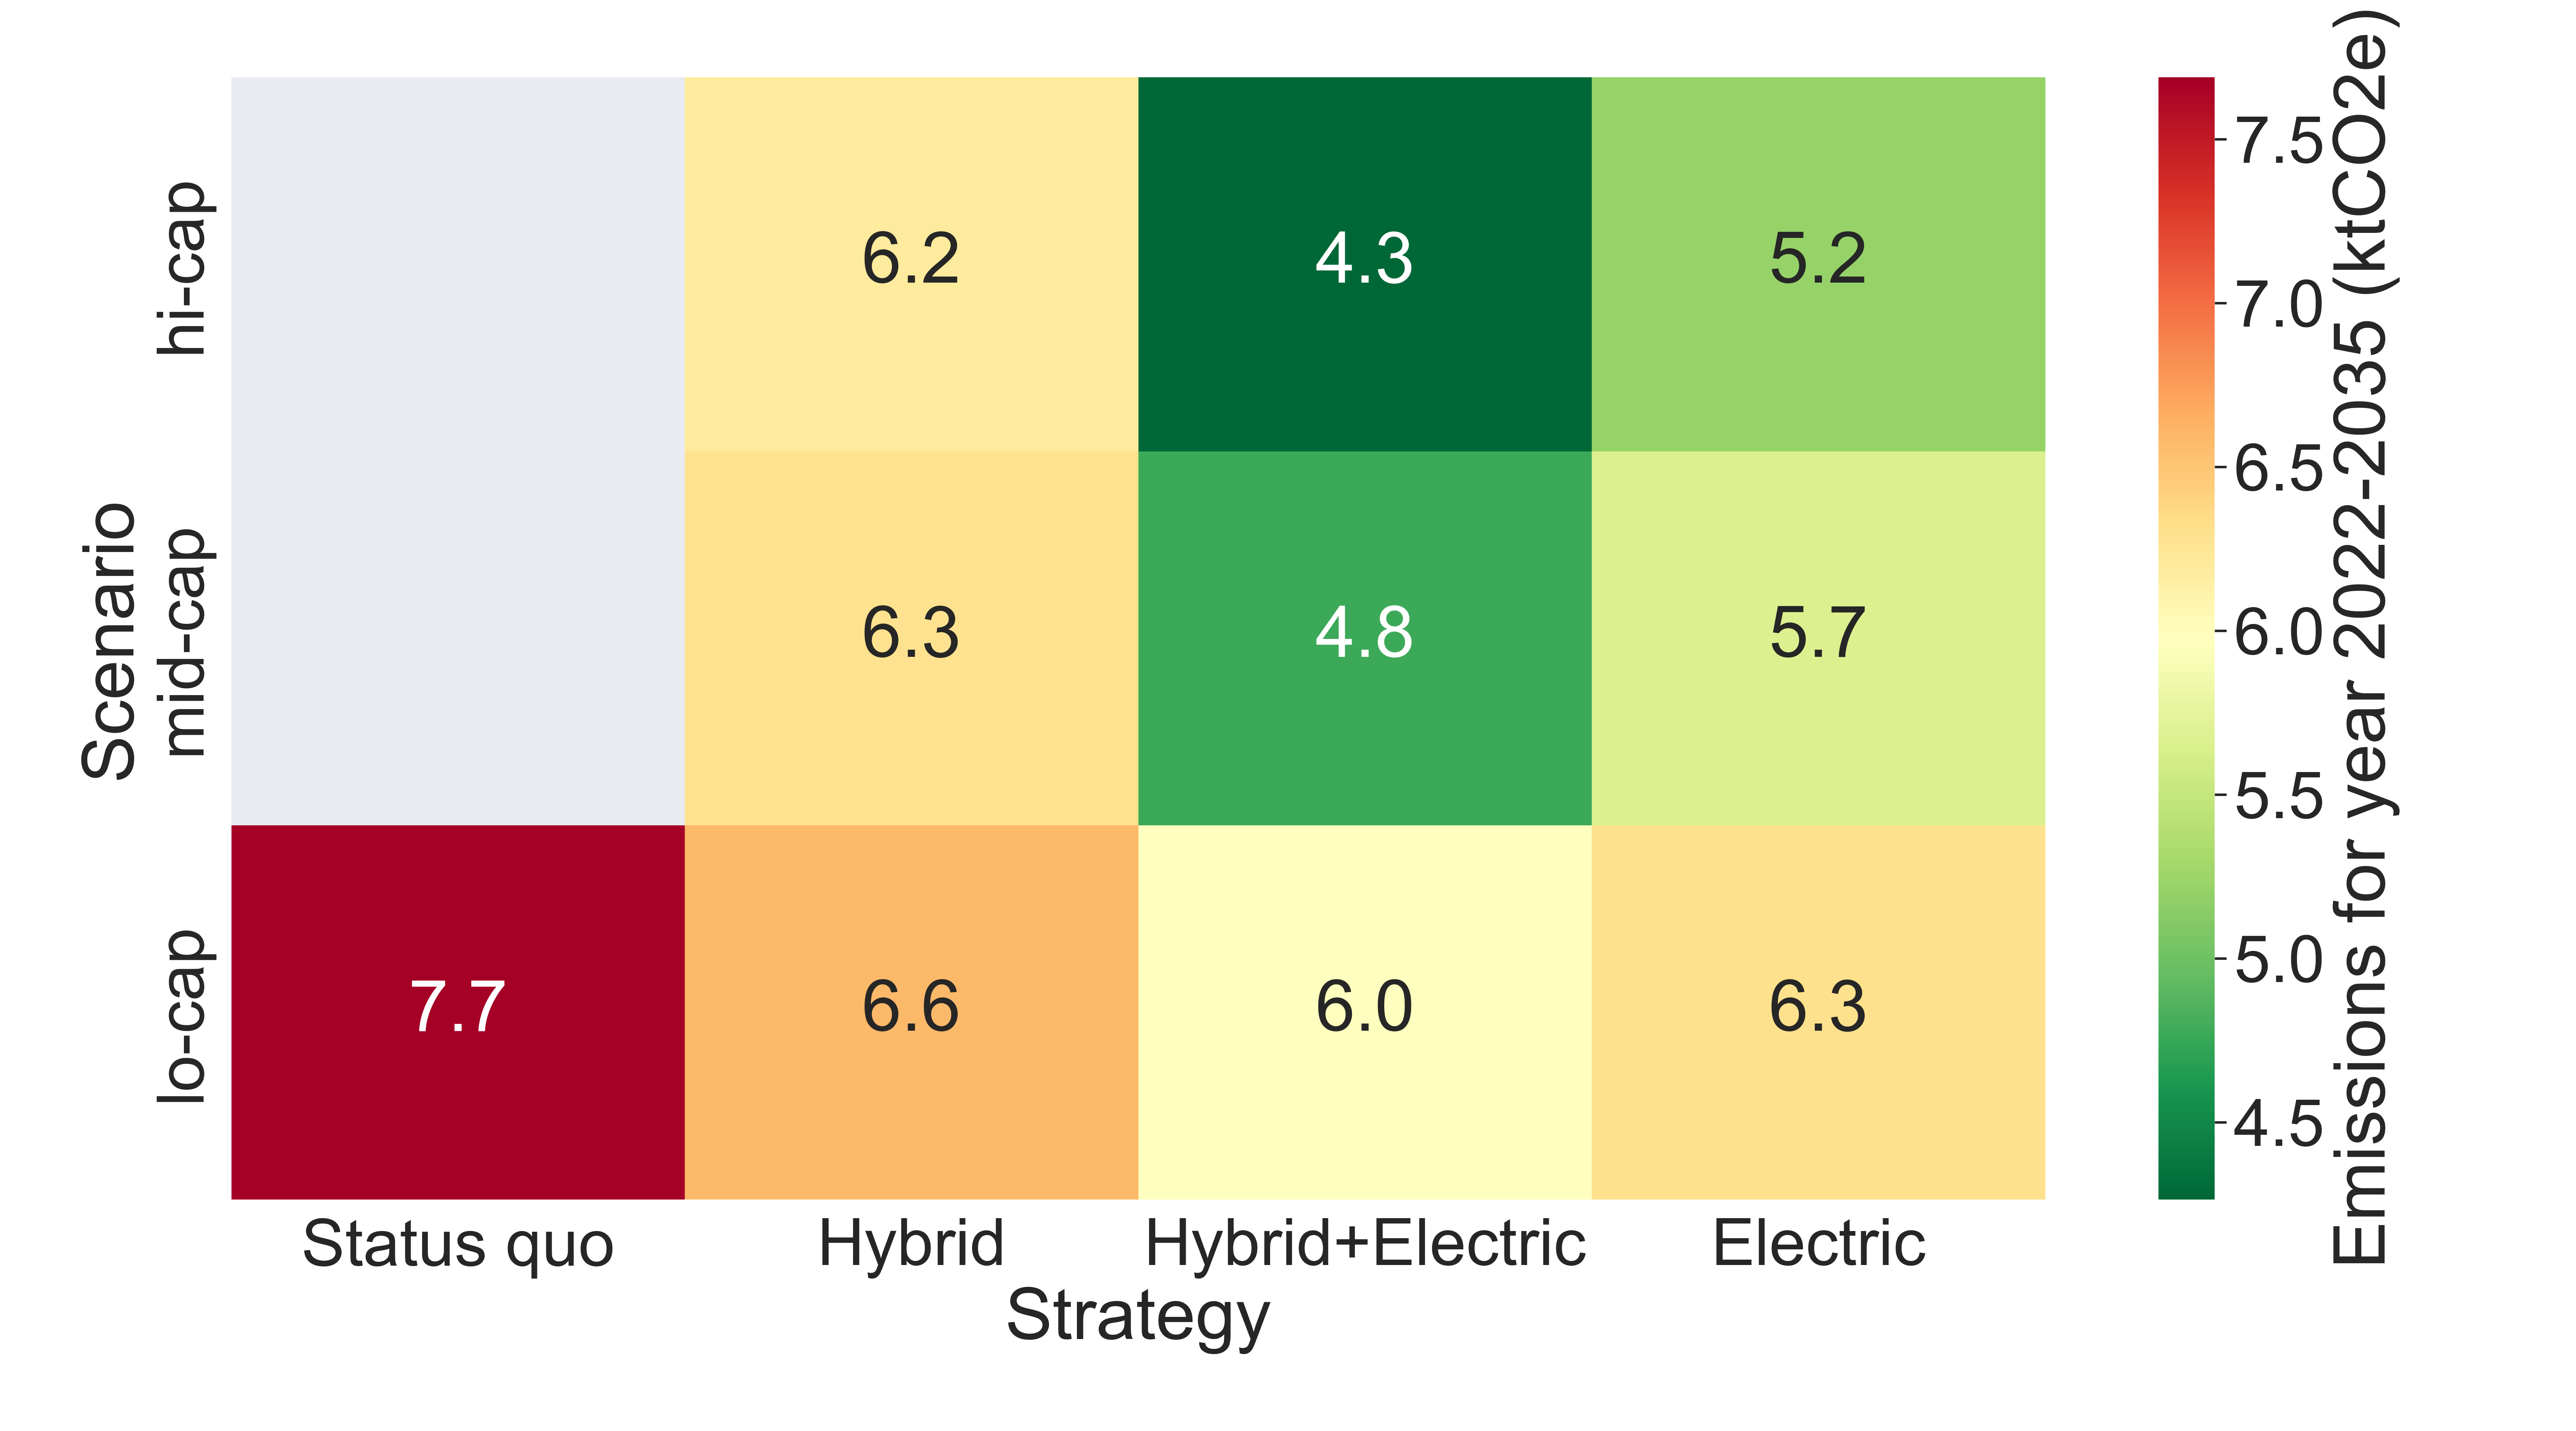 Scenario
hi-cap
6.2
4.3
5.2
mid-cap
6.3
4.8
5.7
lo-cap
7.7
6.6
6.0
6.3
Status quo
Hybrid
Hybrid+Electric
Electric
Strategy
7.5
7.0
6.5
6.0
5.5
5.0
4.5
Emissions for year 2022-2035 (ktCO2e)